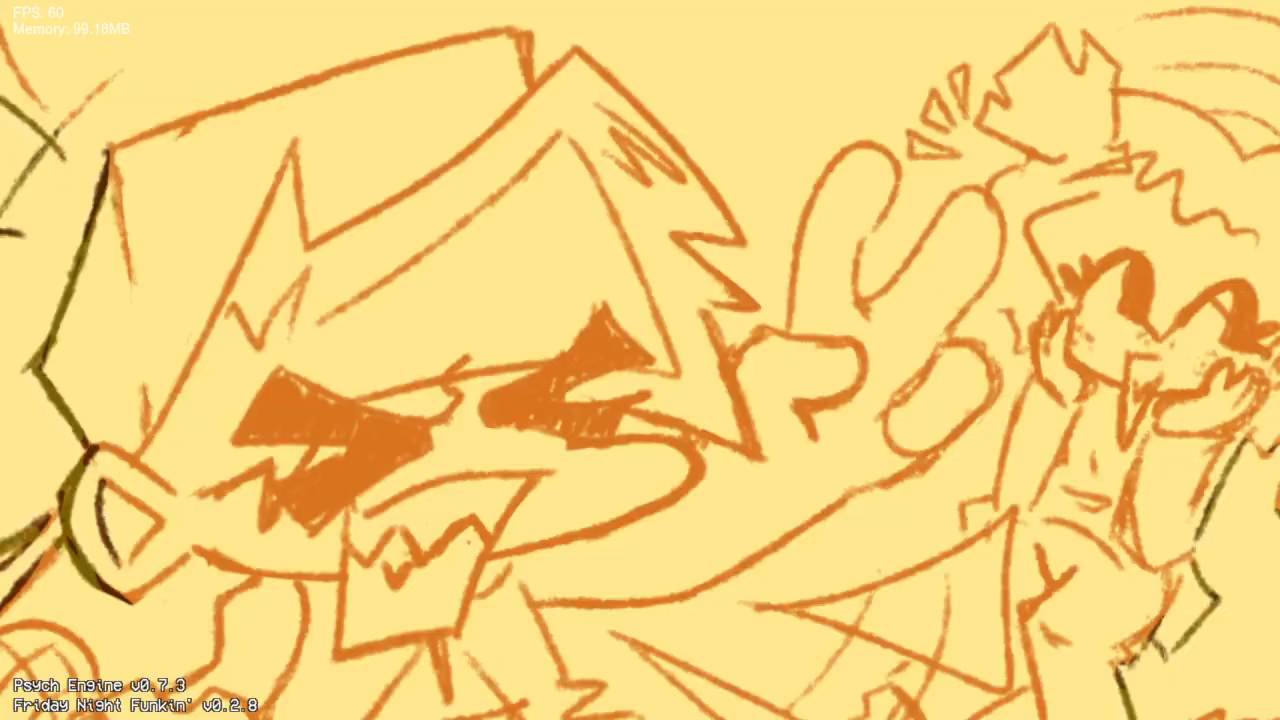 FPS: 60
Memory: 99.18MB
Psych Engine v0.7.3
Friday Night Funkin' v0.2.8